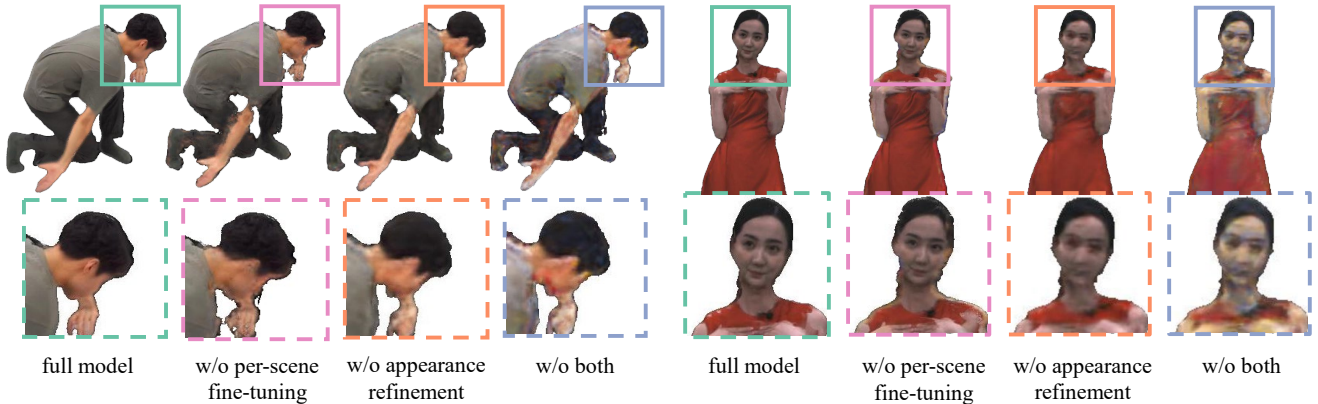 full model
w/o per-scene
fine-tuning
w/o appearance
refinement
w/o both
full model
w/o per-scene
fine-tuning
w/o appearance
refinement
w/o both